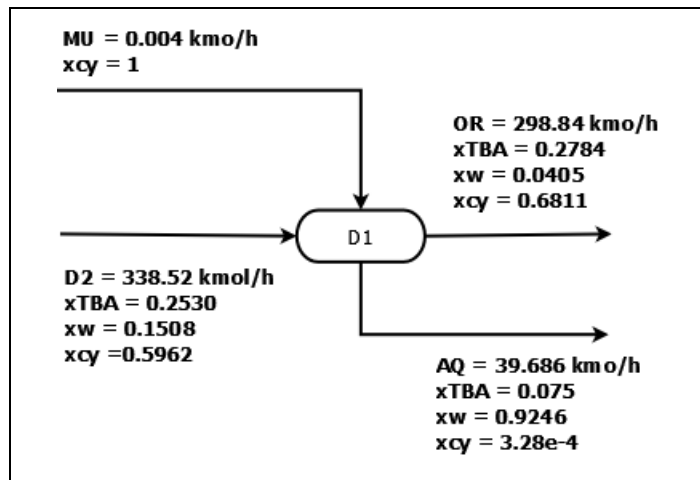 MU = 0.004 kmo/h
xcy = 1
OR = 298.84 kmo/h
xTBA = 0.2784
xw = 0.0405
xcy = 0.6811
D1
D2 = 338.52 kmol/h
xTBA = 0.2530
xw = 0.1508
xcy =0.5962
AQ = 39.686 kmo/h
xTBA = 0.075
xw = 0.9246
xcy = 3.28e-4